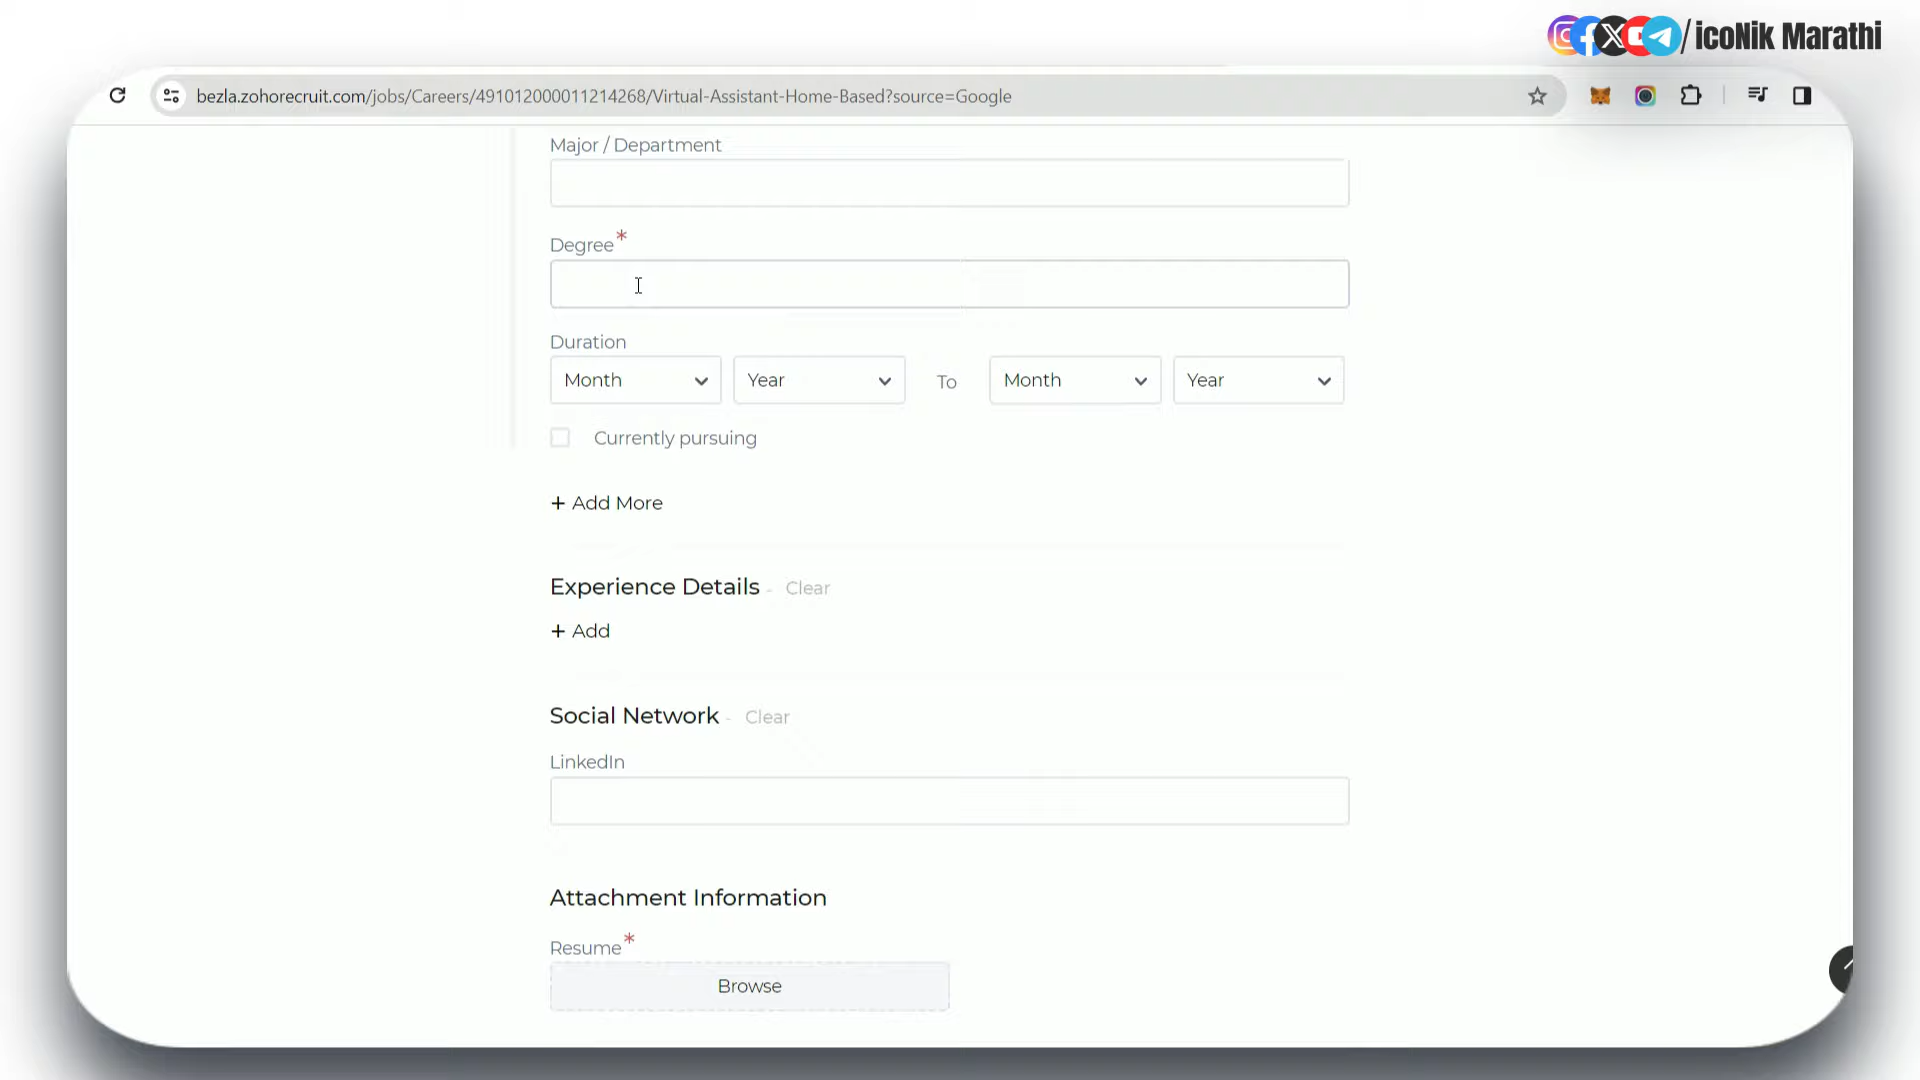 /icoNik Marathi
bezla.zohorecruit.com/jobs/Careers/491012000011214268/Virtual-Assistant-Home-Based?source=Google
Major / Department
Degree*
Duration
Month Year To Month Year
Currently pursuing
+ Add More
Experience Details - Clear
+ Add
Social Network - Clear
LinkedIn
Attachment Information
Resume*
Browse